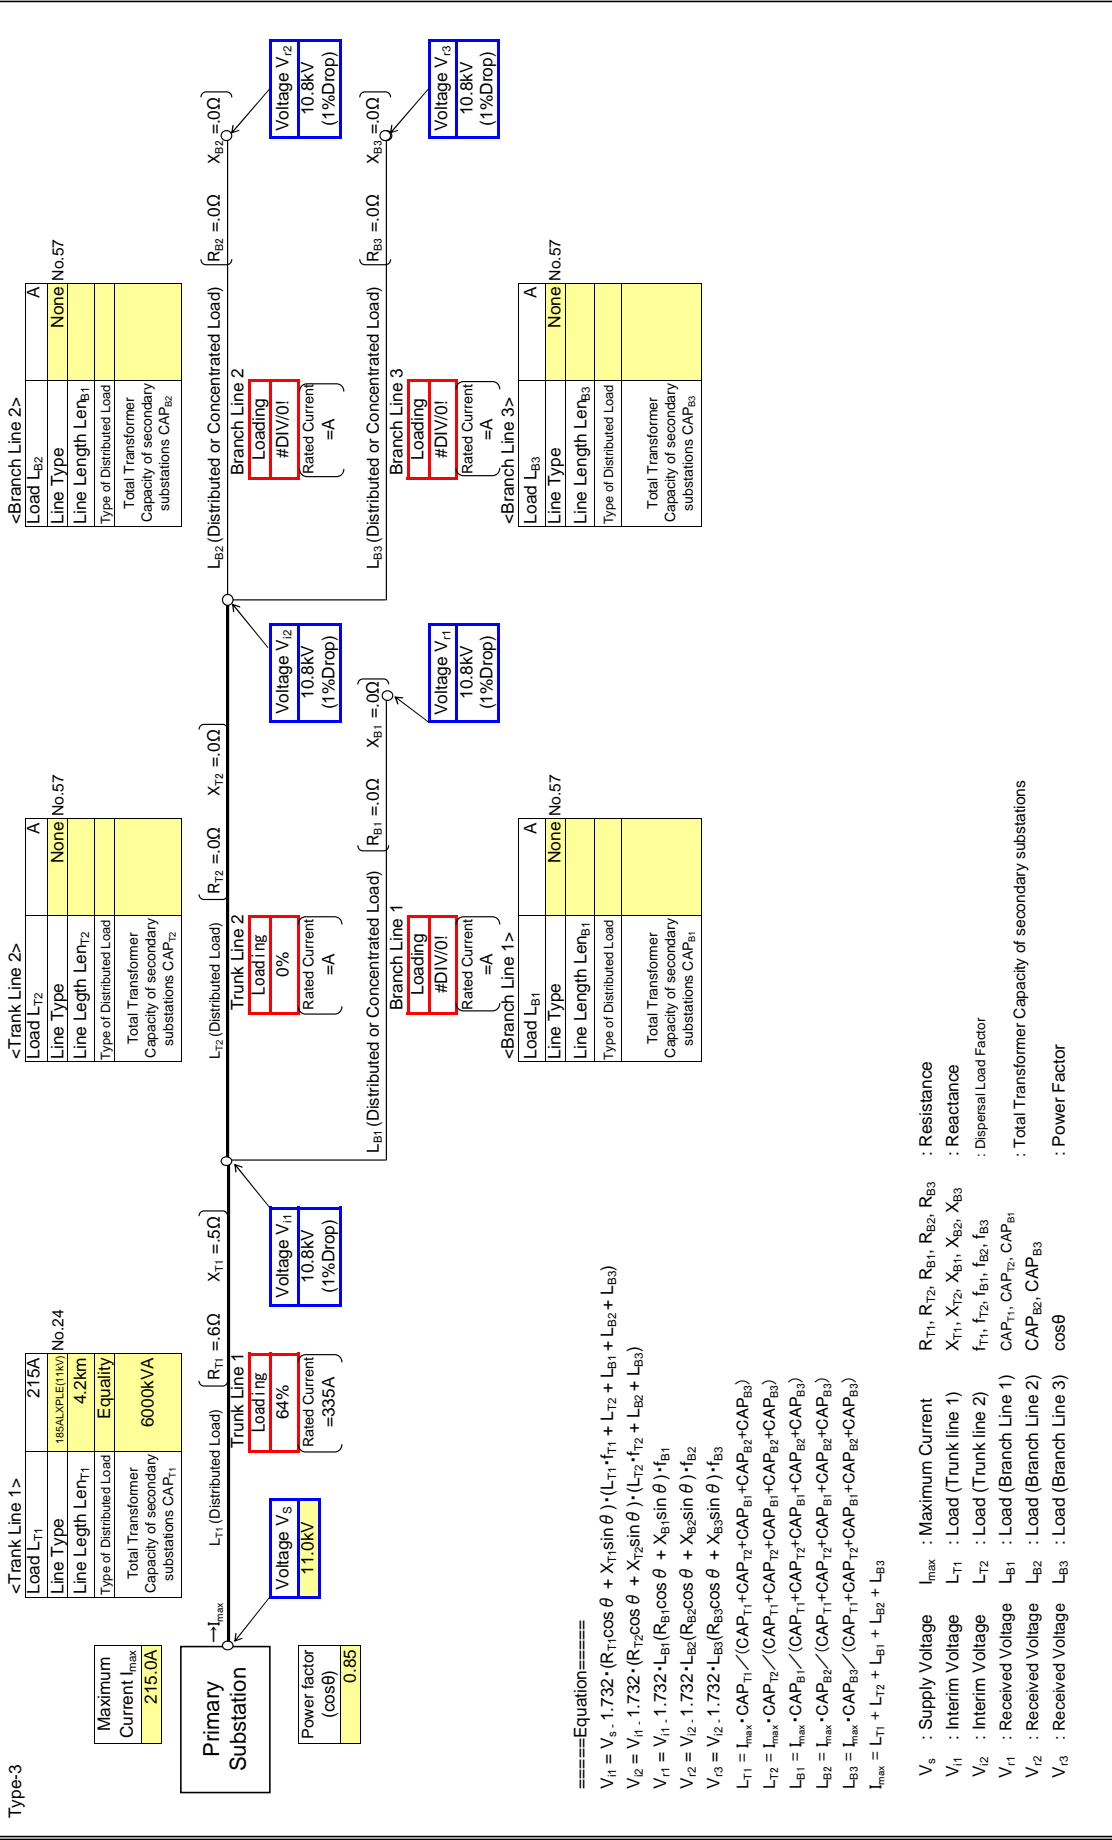 Type-3
Maximum
Current Imax
215.0A
Primary
Substation
Power factor
(cosθ)
0.85
→Imax
Voltage VS
11.0kV
<Trank Line 1>
Load LT1 215A
Line Type 185ALXPLE(11kV) No.24
Line Length LenT1 4.2km
Type of Distributed Load Equality
Total Transformer
Capacity of secondary
substations CAPT1
6000kVA
LT1 (Distributed Load)
RT1 =.6Ω XT1 =.5Ω
Trunk Line 1
Loading
64%
Rated Current
=335A
Voltage Vi1
10.8kV
(1%Drop)
<Trank Line 2>
Load LT2 A
Line Type None No.57
Line Legth LenT2
Type of Distributed Load
Total Transformer
Capacity of secondary
substations CAPT2
LT2 (Distributed Load)
RT2 =.0Ω XT2 =.0Ω
Trunk Line 2
Loading
0%
Rated Current
=A
Voltage Vi2
10.8kV
(1%Drop)
LB1 (Distributed or Concentrated Load)
RB1 =.0Ω XB1 =.0Ω
Branch Line 1
Loading
#DIV/0!
Rated Current
=A
Voltage Vr1
10.8kV
(1%Drop)
<Branch Line 1>
Load LB1 A
Line Type None No.57
Line Length LenB1
Type of Distributed Load
Total Transformer
Capacity of secondary
substations CAPB1
<Branch Line 2>
Load LB2 A
Line Type None No.57
Line Length LenB1
Type of Distributed Load
Total Transformer
Capacity of secondary
substations CAPB2
LB2 (Distributed or Concentrated Load)
RB2 =.0Ω XB2 =.0Ω
Branch Line 2
Loading
#DIV/0!
Rated Current
=A
Voltage Vr2
10.8kV
(1%Drop)
LB3 (Distributed or Concentrated Load)
RB3 =.0Ω XB3 =.0Ω
Branch Line 3
Loading
#DIV/0!
Rated Current
=A
Voltage Vr3
10.8kV
(1%Drop)
<Branch Line 3>
Load LB3 A
Line Type None No.57
Line Length LenB3
Type of Distributed Load
Total Transformer
Capacity of secondary
substations CAPB3
=====Equation=====
Vi1 = Vs - 1.732・(RT1cosθ + XT1sinθ)・(LT1・fT1 + LT2 + LB1 + LB2 + LB3)
Vi2 = Vi1 - 1.732・(RT2cosθ + XT2sinθ)・(LT2・fT2 + LB2 + LB3)
Vr1 = Vi1 - 1.732・LB1(RB1cosθ + XB1sinθ)・fB1
Vr2 = Vi2 - 1.732・LB2(RB2cosθ + XB2sinθ)・fB2
Vr3 = Vi2 - 1.732・LB3(RB3cosθ + XB3sinθ)・fB3
LT1 = Imax・CAPT1／(CAPT1+CAPT2+CAPB1+CAPB2+CAPB3)
LT2 = Imax・CAPT2／(CAPT1+CAPT2+CAPB1+CAPB2+CAPB3)
LB1 = Imax・CAPB1／(CAPT1+CAPT2+CAPB1+CAPB2+CAPB3)
LB2 = Imax・CAPB2／(CAPT1+CAPT2+CAPB1+CAPB2+CAPB3)
LB3 = Imax・CAPB3／(CAPT1+CAPT2+CAPB1+CAPB2+CAPB3)
Imax = LT1 + LT2 + LB1 + LB2 + LB3
Vs : Supply Voltage Imax : Maximum Current RT1, RT2, RB1, RB2, RB3 : Resistance
Vi1 : Interim Voltage LT1 : Load (Trunk line 1) XT1, XT2, XB1, XB2, XB3 : Reactance
Vi2 : Interim Voltage LT2 : Load (Trunk line 2) fT1, fT2, fB1, fB2, fB3 : Dispersal Load Factor
Vr1 : Received Voltage LB1 : Load (Branch Line 1) CAPT1, CAPT2, CAPB1 : Total Transformer Capacity of secondary substations
Vr2 : Received Voltage LB2 : Load (Branch Line 2) CAPB2, CAPB3
Vr3 : Received Voltage LB3 : Load (Branch Line 3) cosθ : Power Factor